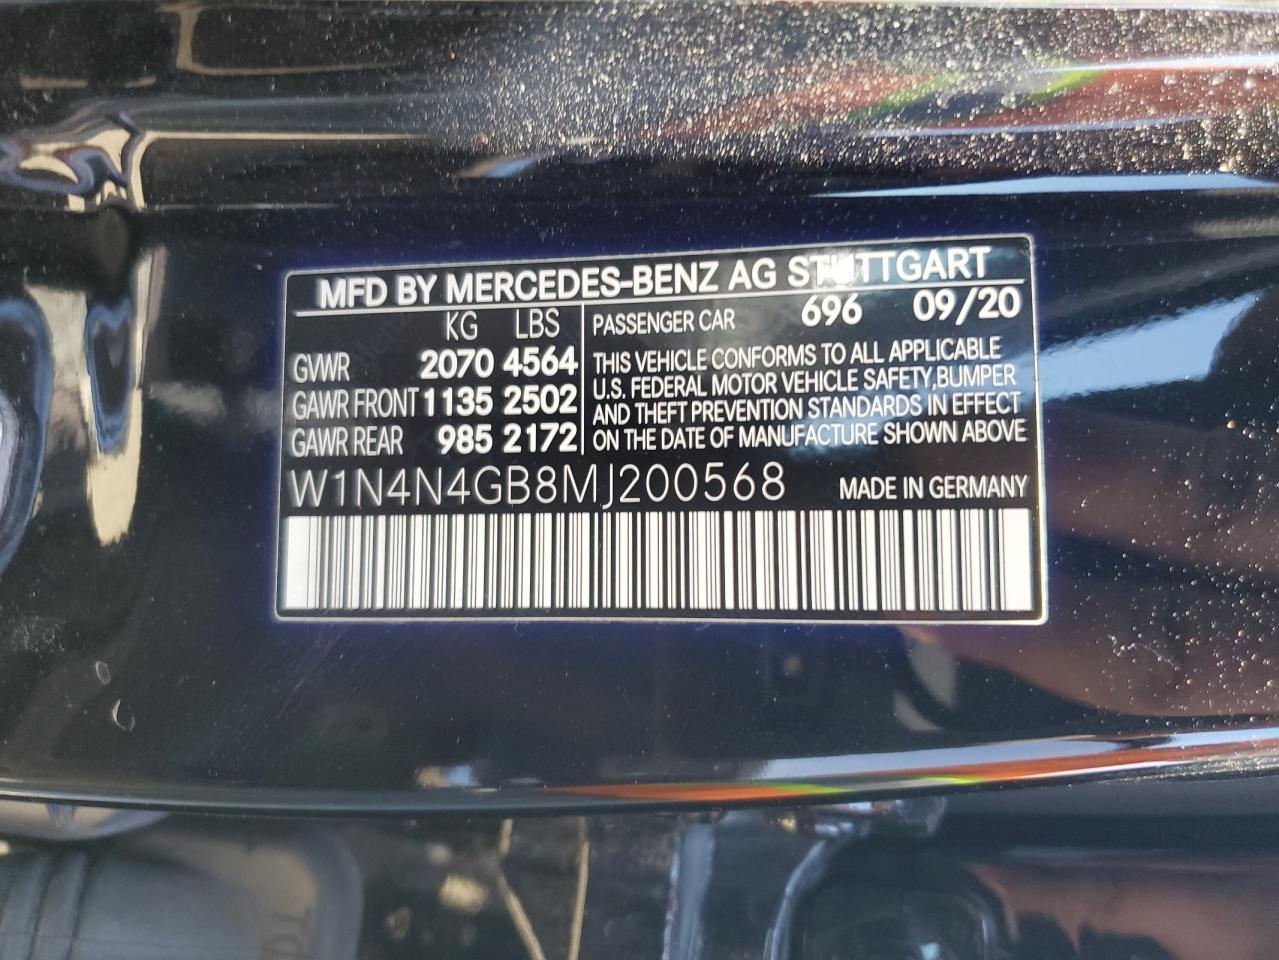 MFD BY MERCEDES-BENZ AG STUTTGART
KG LBS
GVWR 2070 4564
GAWR FRONT 1135 2502
GAWR REAR 985 2172
PASSENGER CAR 696 09/20
THIS VEHICLE CONFORMS TO ALL APPLICABLE
U.S. FEDERAL MOTOR VEHICLE SAFETY,BUMPER
AND THEFT PREVENTION STANDARDS IN EFFECT
ON THE DATE OF MANUFACTURE SHOWN ABOVE
W1N4N4GB8MJ200568 MADE IN GERMANY